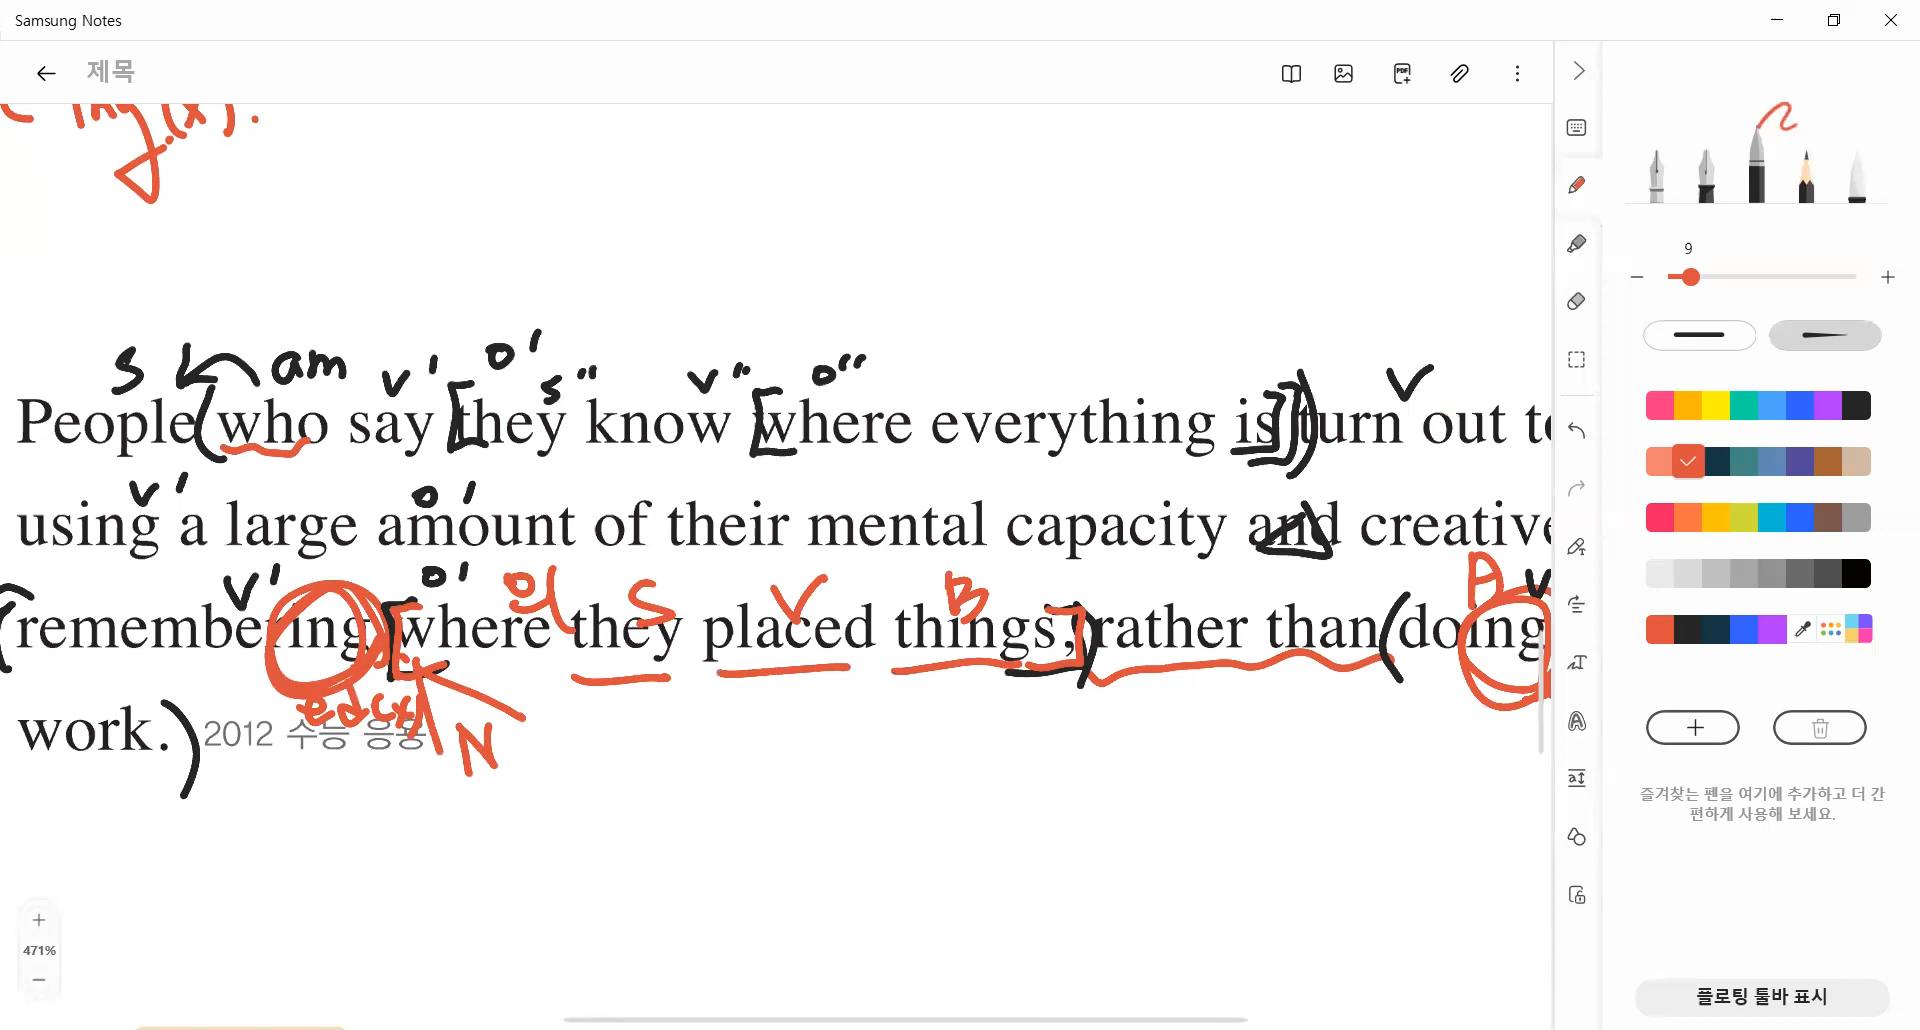 Samsung Notes
제목
ing(x).
9
S am V' O' S" V" O" V
People who say they know where everything is turn out to
V' O'
using a large amount of their mental capacity and creative
V' O' S V B A V
remembering where they placed things, rather than doing
ed(x)
work. 2012 수능 응용
N
471%
즐겨찾는 펜을 여기에 추가하고 더 간
편하게 사용해 보세요.
플로팅 툴바 표시